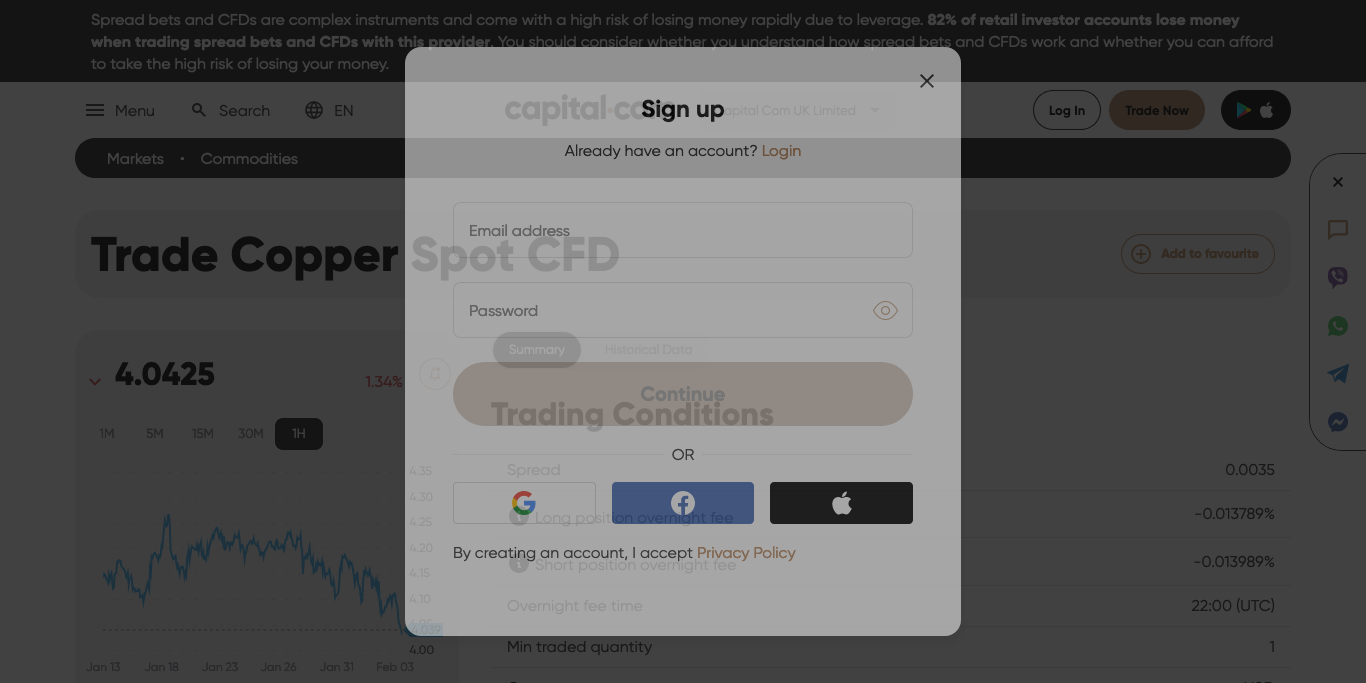 Spread bets and CFDs are complex instruments and come with a high risk of losing money rapidly due to leverage. 82% of retail investor accounts lose money
when trading spread bets and CFDs with this provider. You should consider whether you understand how spread bets and CFDs work and whether you can afford
to take the high risk of losing your money.
Menu
Search
EN
Capital Com UK Limited
Log In
Trade Now
Sign up
Markets
Commodities
Already have an account? Login
Email address
Trade Copper Spot CFD
Add to favourite
Password
Summary
Historical Data
4.0425
1.34%
Continue
Trading Conditions
1M
5M
15M
30M
1H
OR
Spread
0.0035
Long position overnight fee
-0.013789%
By creating an account, I accept Privacy Policy
Short position overnight fee
-0.013989%
Overnight fee time
22:00 (UTC)
Min traded quantity
1
4.35
4.30
4.25
4.20
4.15
4.10
4.00
Jan 13
Jan 18
Jan 23
Jan 26
Jan 31
Feb 03